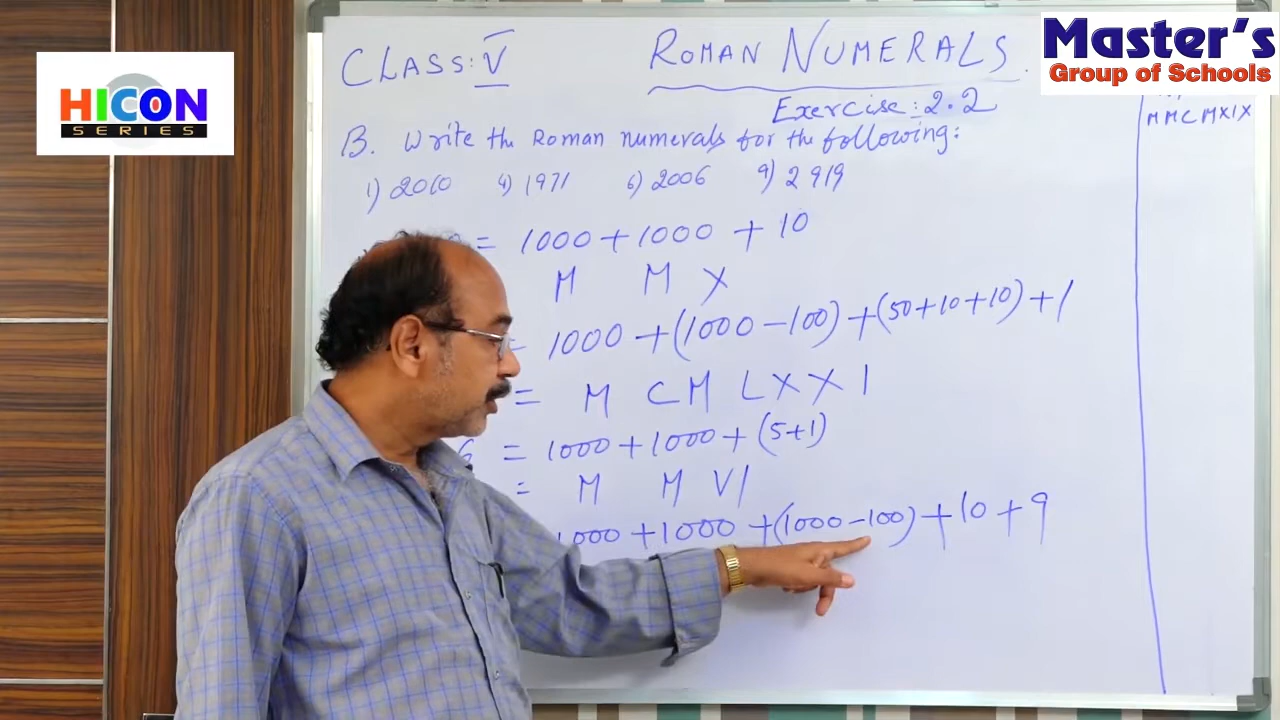 HICON
SERIES
Master's
Group of Schools
CLASS: V
ROMAN NUMERALS
Exercise: 2.2
B. Write the Roman numerals for the following:
1) 2010 4) 1971 6) 2006 9) 2919
= 1000 + 1000 + 10
M M X
= 1000 + (1000 - 100) + (50+10+10) + 1
= M CM LXX I
6 = 1000 + 1000 + (5+1)
= M M VI
1000 + 1000 + (1000 - 100) + 10 + 9
MMCMXIX